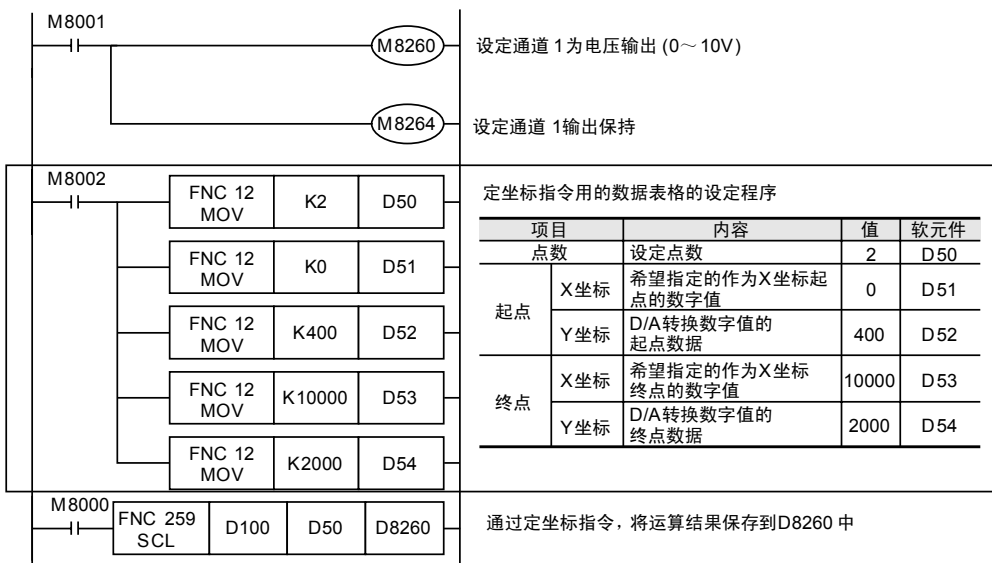 M8001
M8260
设定通道 1为电压输出 (0～10V)
M8264
设定通道 1输出保持
M8002
FNC 12
MOV
K2
D50
FNC 12
MOV
K0
D51
FNC 12
MOV
K400
D52
FNC 12
MOV
K10000
D53
FNC 12
MOV
K2000
D54
定坐标指令用的数据表格的设定程序
项目 内容 值 软元件
点数 设定点数 2 D50
起点
X坐标
希望指定的作为X坐标起
点的数字值
0
D51
Y坐标
D/A转换数字值的
起点数据
400
D52
终点
X坐标
希望指定的作为X坐标
终点的数字值
10000
D53
Y坐标
D/A转换数字值的
终点数据
2000
D54
M8000
FNC 259
SCL
D100
D50
D8260
通过定坐标指令，将运算结果保存到D8260 中